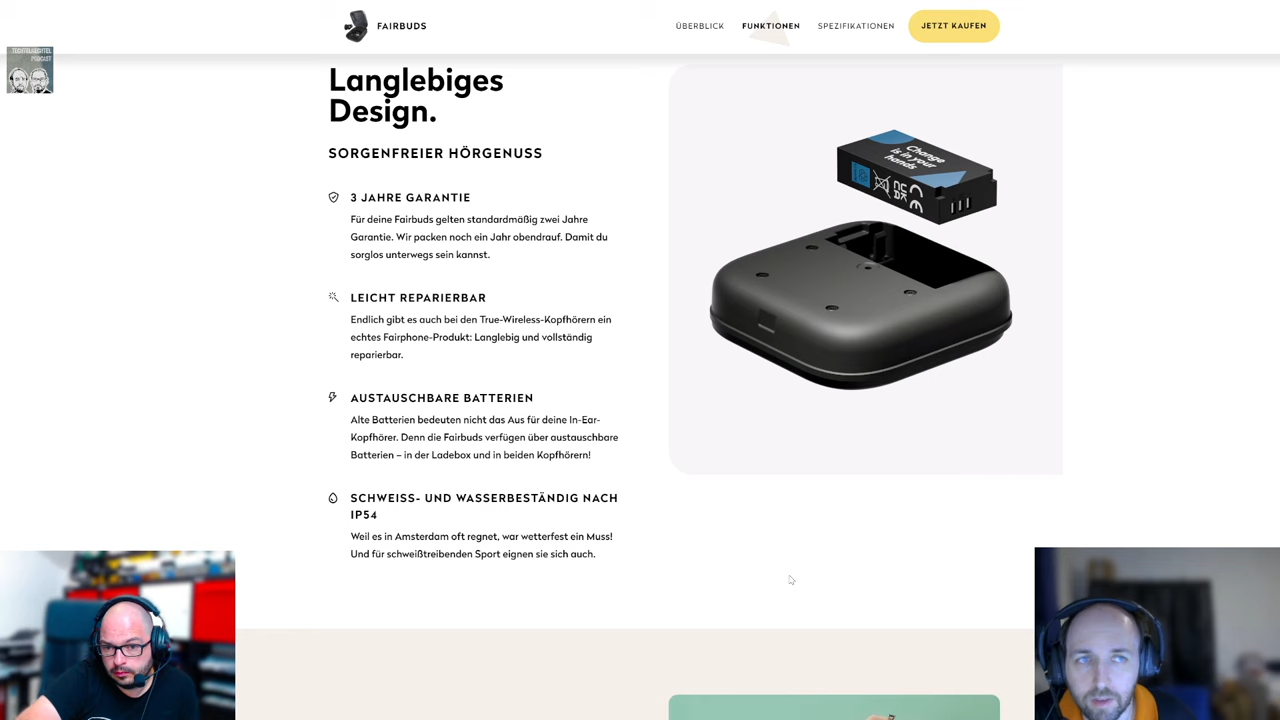 FAIRBUDS
ÜBERBLICK
FUNKTIONEN
SPEZIFIKATIONEN
JETZT KAUFEN
TECHTELMECHTEL
PODCAST
Langlebiges
Design.
SORGENFREIER HÖRGENUSS
3 JAHRE GARANTIE
Für deine Fairbuds gelten standardmäßig zwei Jahre
Garantie. Wir packen noch ein Jahr obendrauf. Damit du
sorglos unterwegs sein kannst.
LEICHT REPARIERBAR
Endlich gibt es auch bei den True-Wireless-Kopfhörern ein
echtes Fairphone-Produkt: Langlebig und vollständig
reparierbar.
AUSTAUSCHBARE BATTERIEN
Alte Batterien bedeuten nicht das Aus für deine In-Ear-
Kopfhörer. Denn die Fairbuds verfügen über austauschbare
Batterien – in der Ladebox und in beiden Kopfhörern!
SCHWEISS- UND WASSERBESTÄNDIG NACH
IP54
Weil es in Amsterdam oft regnet, war wetterfest ein Muss!
Und für schweißtreibenden Sport eignen sie sich auch.
Change
is in your
hands
UK
CA
CE